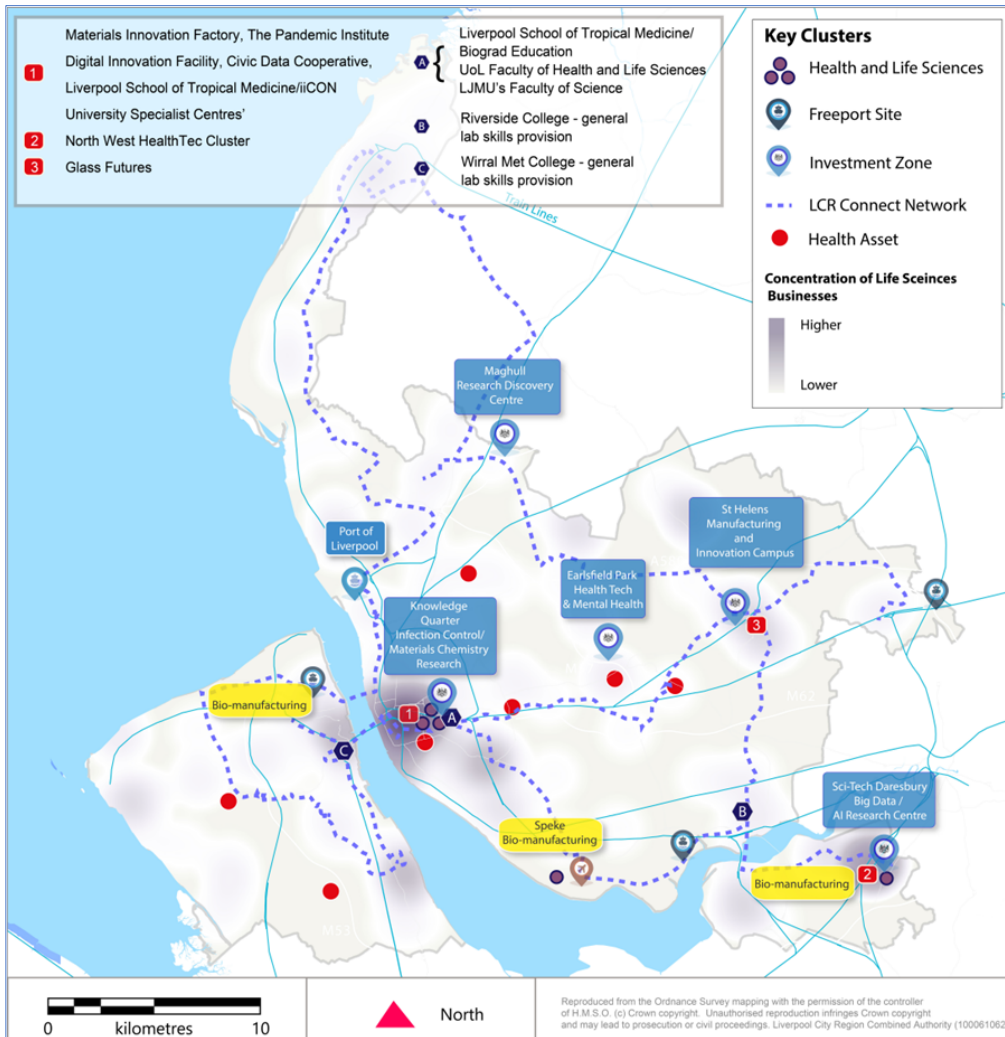 Materials Innovation Factory, The Pandemic Institute
Digital Innovation Facility, Civic Data Cooperative,
1
Liverpool School of Tropical Medicine/iiCON
University Specialist Centres'
2
North West HealthTec Cluster
3
Glass Futures
A
Liverpool School of Tropical Medicine/
Biograd Education
UoL Faculty of Health and Life Sciences
LJMU's Faculty of Science
B
Riverside College - general
lab skills provision
C
Wirral Met College - general
lab skills provision
Key Clusters
Health and Life Sciences
Freeport Site
Investment Zone
LCR Connect Network
Health Asset
Concentration of Life Sceinces
Businesses
Higher
Lower
Train Lines
Maghull
Research Discovery
Centre
St Helens
Manufacturing
and
Innovation Campus
Port of
Liverpool
Earlsfield Park
Health Tech
& Mental Health
Knowledge
Quarter
Infection Control/
Materials Chemistry
Research
3
M62
Bio-manufacturing
1
A
C
B
Sci-Tech Daresbury
Big Data /
AI Research Centre
Speke
Bio-manufacturing
Bio-manufacturing
2
M53
0
10
kilometres
North
Reproduced from the Ordnance Survey mapping with the permission of the controller
of H.M.S.O. (c) Crown copyright. Unauthorised reproduction infringes Crown copyright
and may lead to prosecution or civil proceedings. Liverpool City Region Combined Authority (100061062